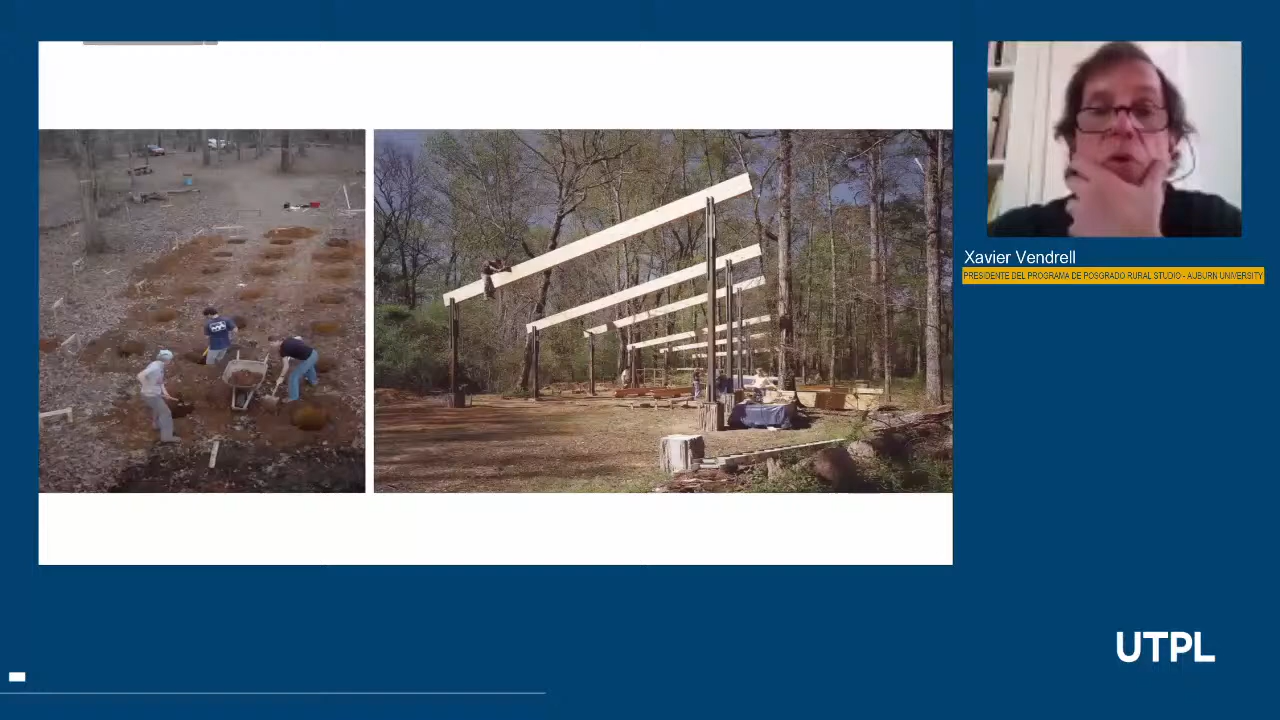 Xavier Vendrell
PRESIDENTE DEL PROGRAMA DE POSGRADO RURAL STUDIO - AUBURN UNIVERSITY
UTPL